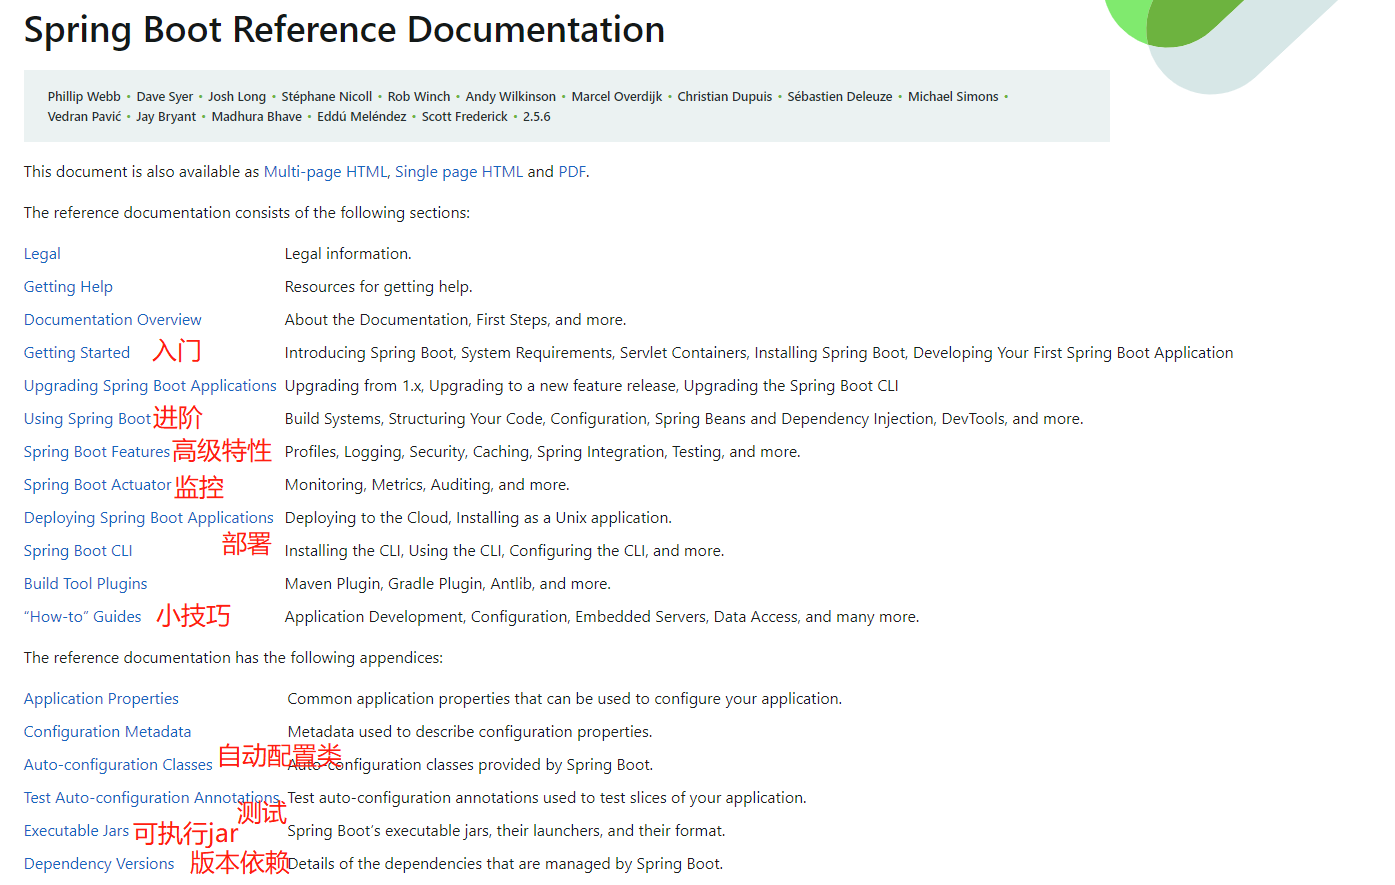 Spring Boot Reference Documentation
Phillip Webb • Dave Syer • Josh Long • Stéphane Nicoll • Rob Winch • Andy Wilkinson • Marcel Overdijk • Christian Dupuis • Sébastien Deleuze • Michael Simons •
Vedran Pavić • Jay Bryant • Madhura Bhave • Eddú Meléndez • Scott Frederick • 2.5.6
This document is also available as Multi-page HTML, Single page HTML and PDF.
The reference documentation consists of the following sections:
Legal Legal information.
Getting Help Resources for getting help.
Documentation Overview About the Documentation, First Steps, and more.
Getting Started 入门 Introducing Spring Boot, System Requirements, Servlet Containers, Installing Spring Boot, Developing Your First Spring Boot Application
Upgrading Spring Boot Applications Upgrading from 1.x, Upgrading to a new feature release, Upgrading the Spring Boot CLI
Using Spring Boot 进阶 Build Systems, Structuring Your Code, Configuration, Spring Beans and Dependency Injection, DevTools, and more.
Spring Boot Features 高级特性 Profiles, Logging, Security, Caching, Spring Integration, Testing, and more.
Spring Boot Actuator 监控 Monitoring, Metrics, Auditing, and more.
Deploying Spring Boot Applications Deploying to the Cloud, Installing as a Unix application.
部署
Spring Boot CLI Installing the CLI, Using the CLI, Configuring the CLI, and more.
Build Tool Plugins Maven Plugin, Gradle Plugin, Antlib, and more.
“How-to” Guides 小技巧 Application Development, Configuration, Embedded Servers, Data Access, and many more.
The reference documentation has the following appendices:
Application Properties Common application properties that can be used to configure your application.
Configuration Metadata Metadata used to describe configuration properties.
自动配置类
Auto-configuration Classes Auto-configuration classes provided by Spring Boot.
Test Auto-configuration Annotations Test auto-configuration annotations used to test slices of your application.
测试
Executable Jars 可执行jar Spring Boot’s executable jars, their launchers, and their format.
Dependency Versions 版本依赖 Details of the dependencies that are managed by Spring Boot.